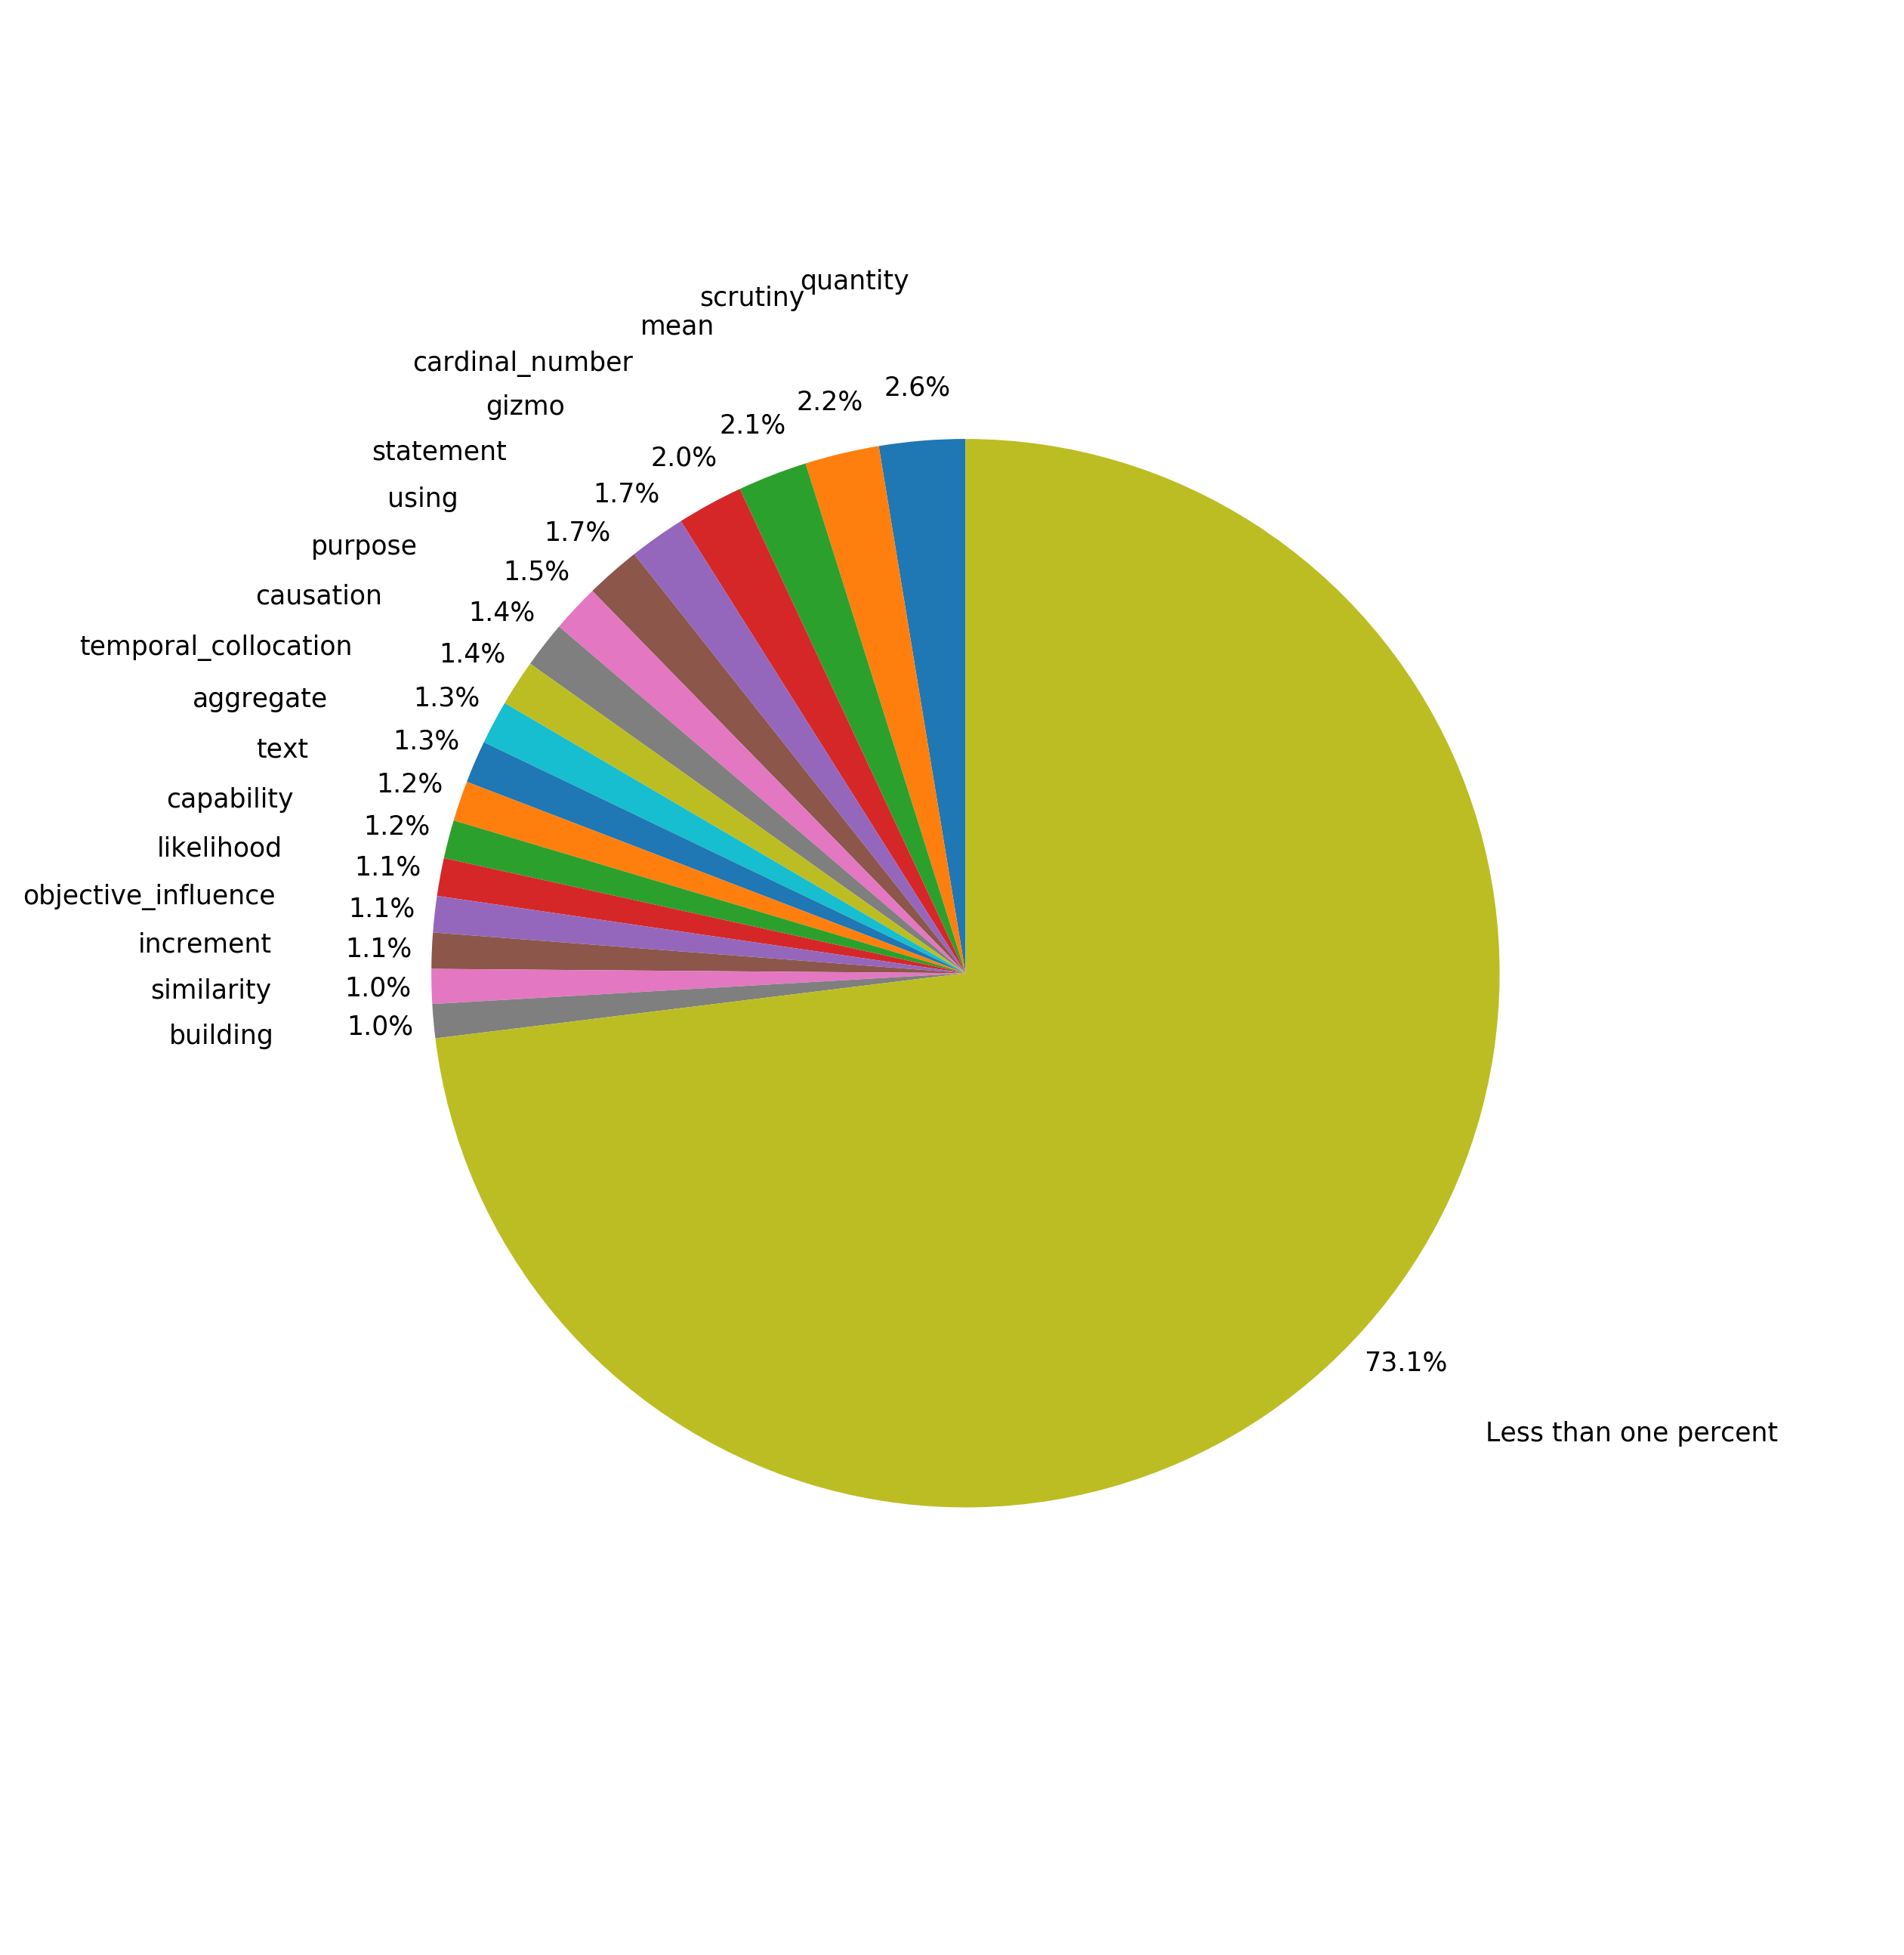 quantity
scrutiny
mean
cardinal_number
gizmo
statement
using
purpose
causation
temporal_collocation
aggregate
text
capability
likelihood
objective_influence
increment
similarity
building
2.6%
2.2%
2.1%
2.0%
1.7%
1.7%
1.5%
1.4%
1.4%
1.3%
1.3%
1.2%
1.2%
1.1%
1.1%
1.1%
1.0%
1.0%
73.1%
Less than one percent